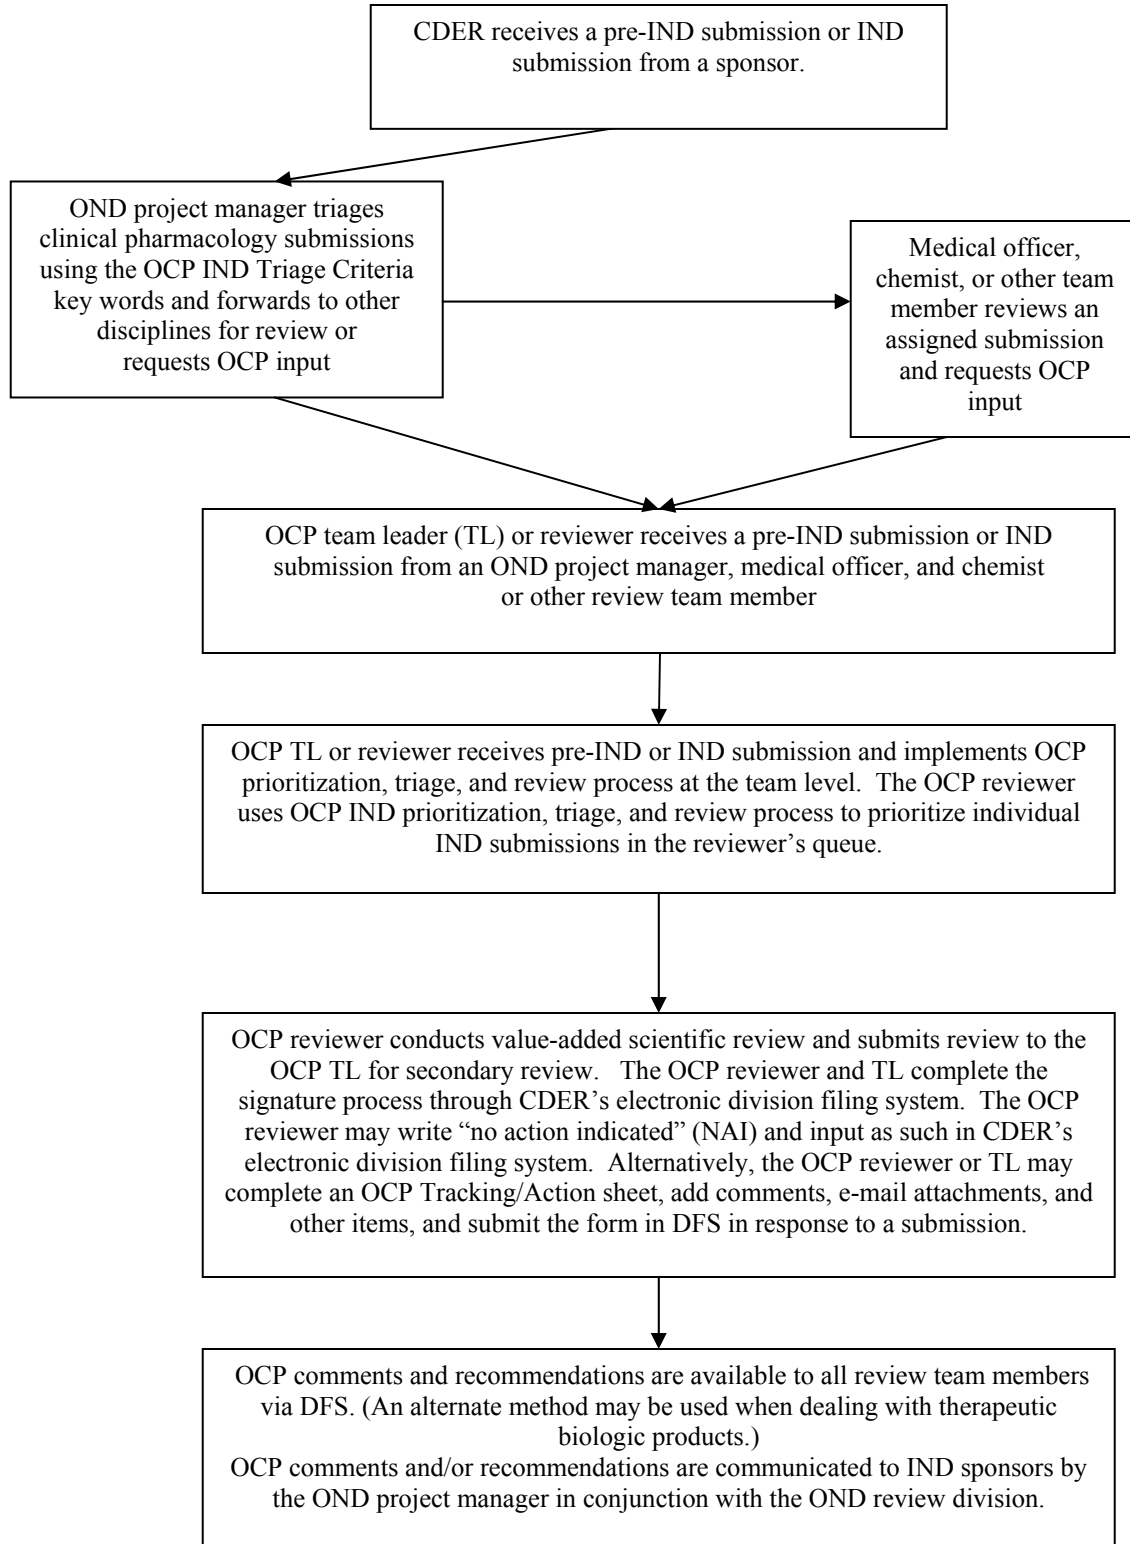 CDER receives a pre-IND submission or IND
submission from a sponsor.
OND project manager triages
clinical pharmacology submissions
using the OCP IND Triage Criteria
key words and forwards to other
disciplines for review or
requests OCP input
Medical officer,
chemist, or other team
member reviews an
assigned submission
and requests OCP
input
OCP team leader (TL) or reviewer receives a pre-IND submission or IND
submission from an OND project manager, medical officer, and chemist
or other review team member
OCP TL or reviewer receives pre-IND or IND submission and implements OCP
prioritization, triage, and review process at the team level.  The OCP reviewer
uses OCP IND prioritization, triage, and review process to prioritize individual
IND submissions in the reviewer’s queue.
OCP reviewer conducts value-added scientific review and submits review to the
OCP TL for secondary review.   The OCP reviewer and TL complete the
signature process through CDER’s electronic division filing system.  The OCP
reviewer may write “no action indicated” (NAI) and input as such in CDER’s
electronic division filing system.  Alternatively, the OCP reviewer or TL may
complete an OCP Tracking/Action sheet, add comments, e-mail attachments, and
other items, and submit the form in DFS in response to a submission.
OCP comments and recommendations are available to all review team members
via DFS. (An alternate method may be used when dealing with therapeutic
biologic products.)
OCP comments and/or recommendations are communicated to IND sponsors by
the OND project manager in conjunction with the OND review division.